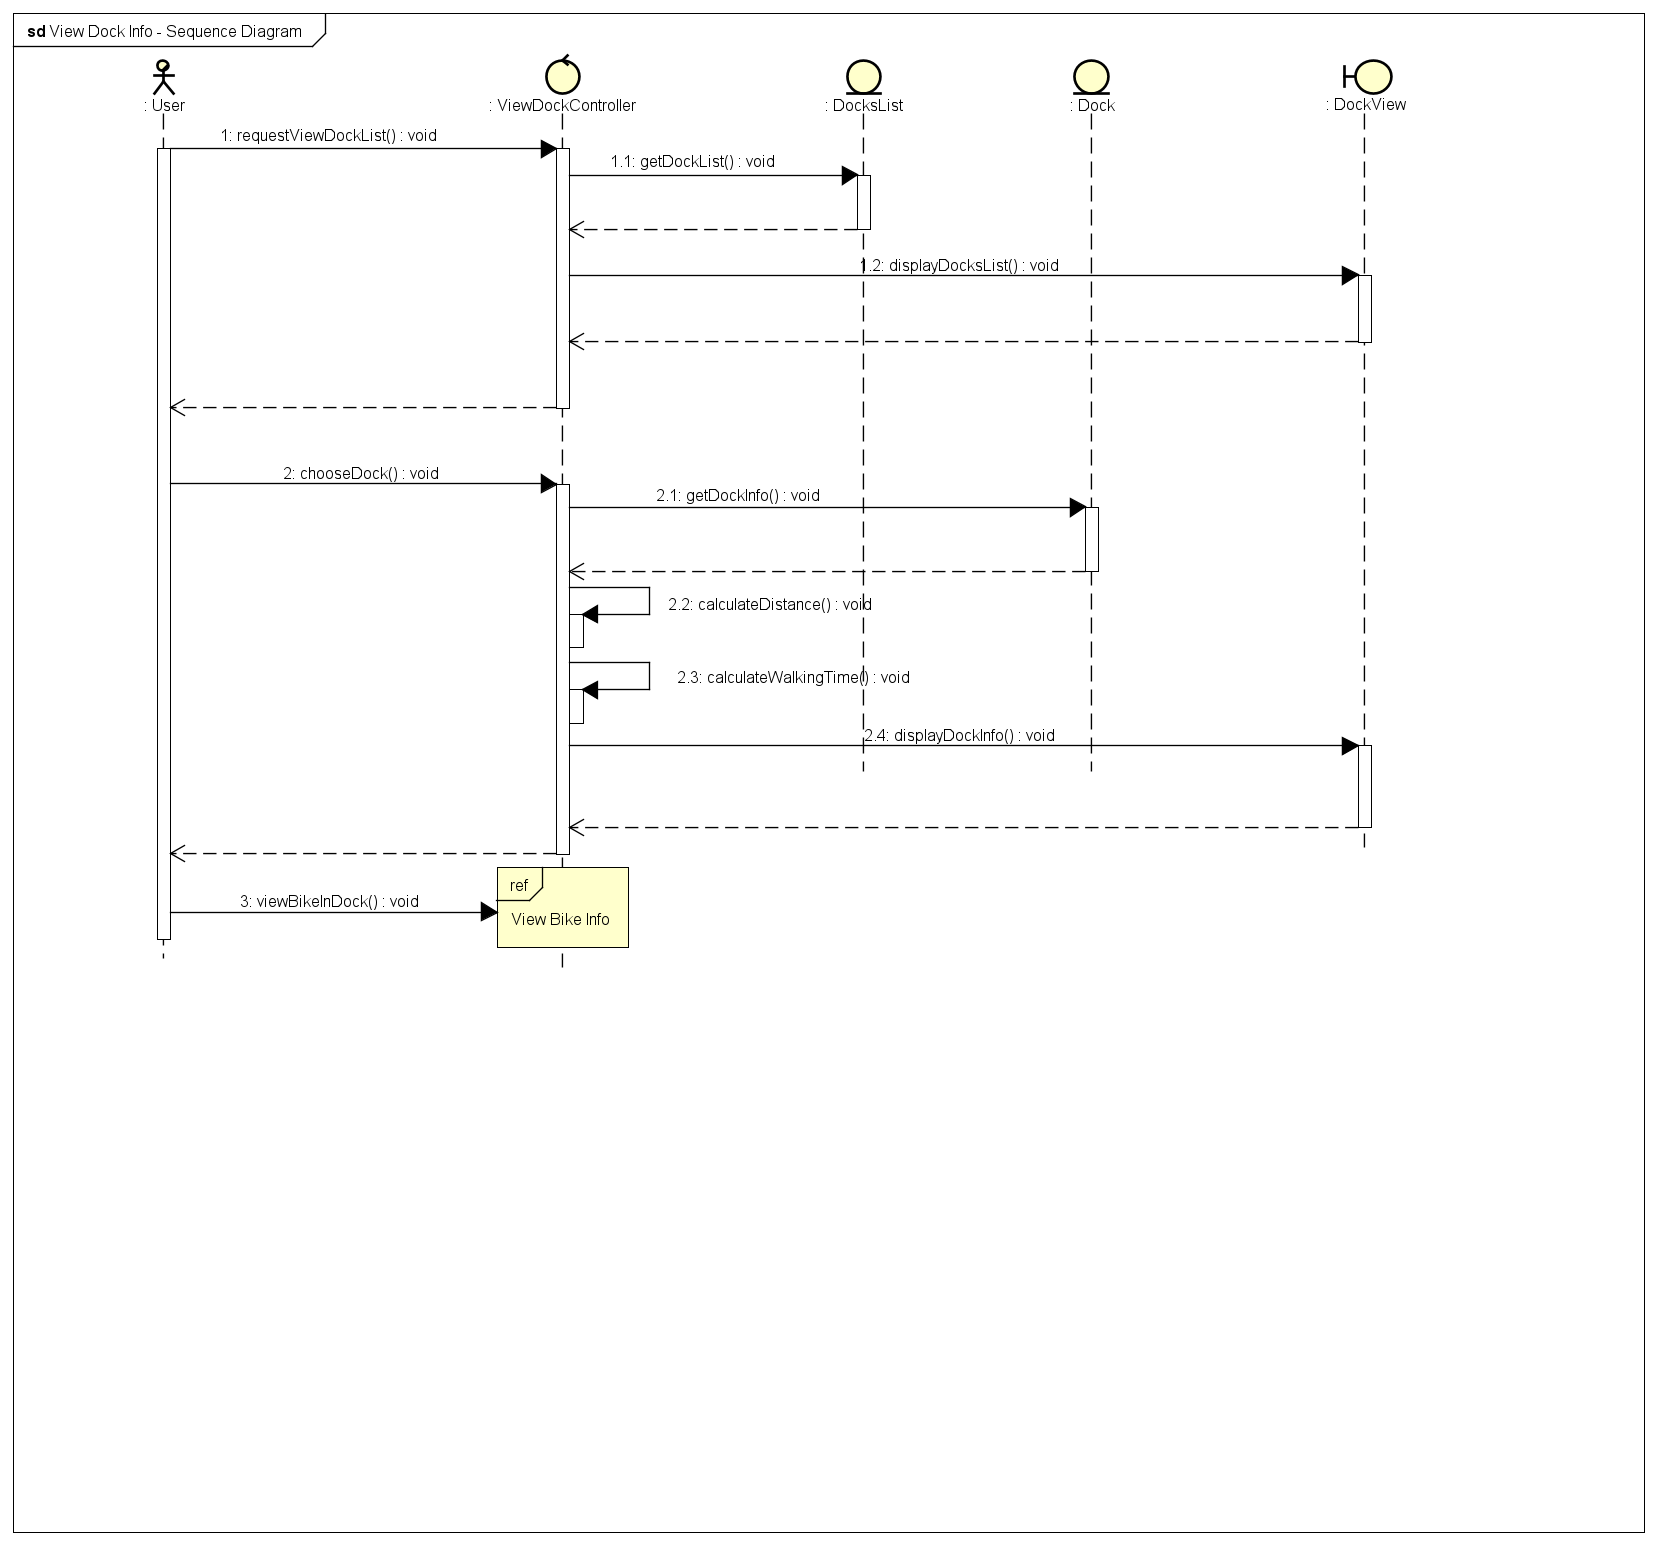 sd View Dock Info - Sequence Diagram
: User
: ViewDockController
: DocksList
: Dock
: DockView
1: requestViewDockList() : void
1.1: getDockList() : void
1.2: displayDocksList() : void
2: chooseDock() : void
2.1: getDockInfo() : void
2.2: calculateDistance() : void
2.3: calculateWalkingTime() : void
2.4: displayDockInfo() : void
ref
3: viewBikeInDock() : void
View Bike Info